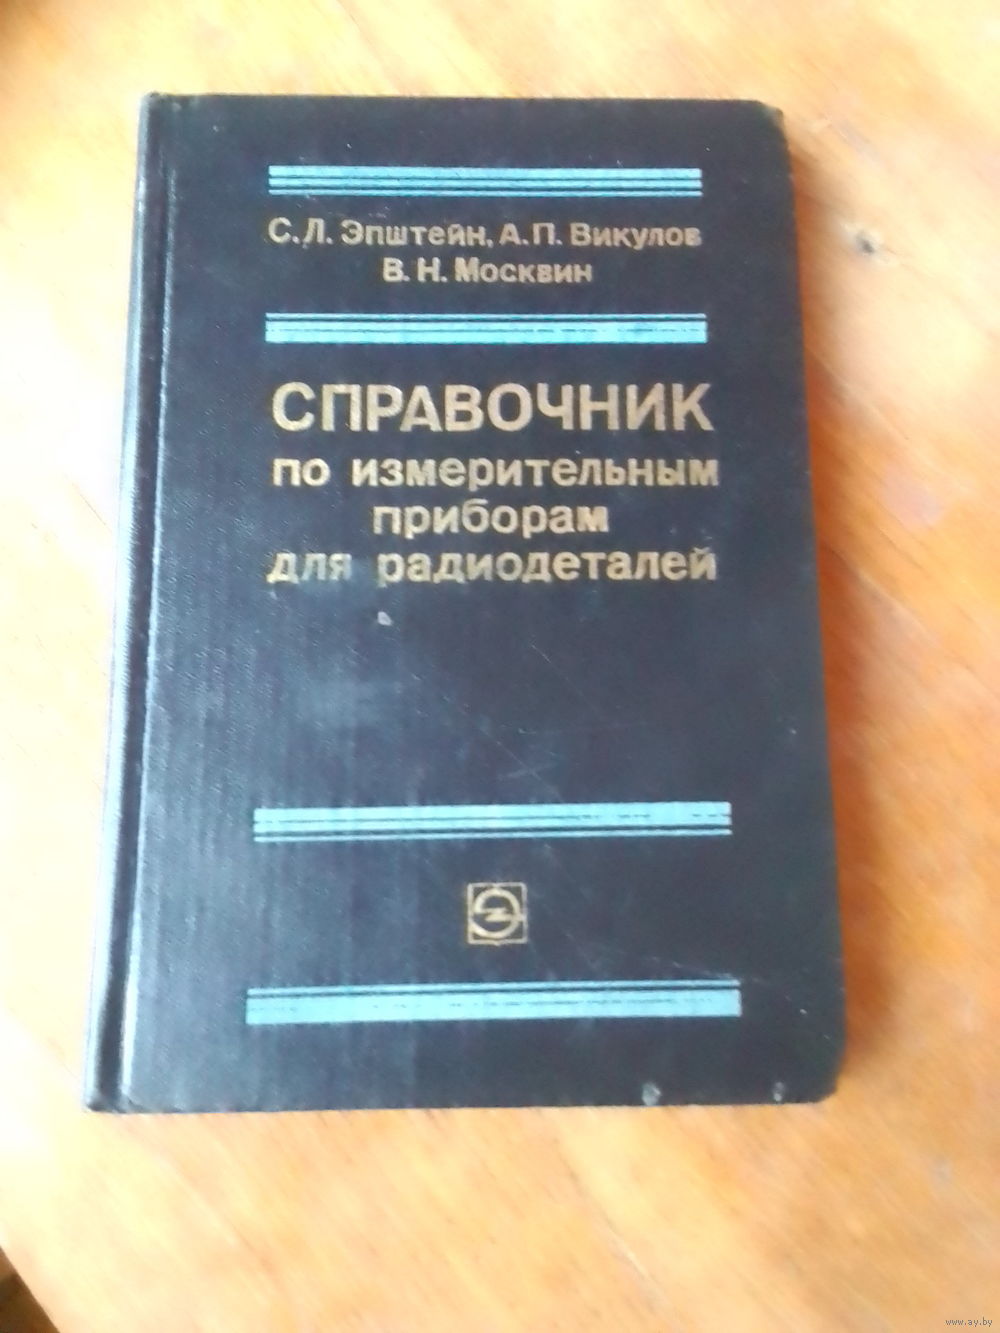 С. Л. Эпштейн, А. П. Викулов
В. Н. Москвин
СПРАВОЧНИК
по измерительным
приборам
для радиодеталей
www.ay.by